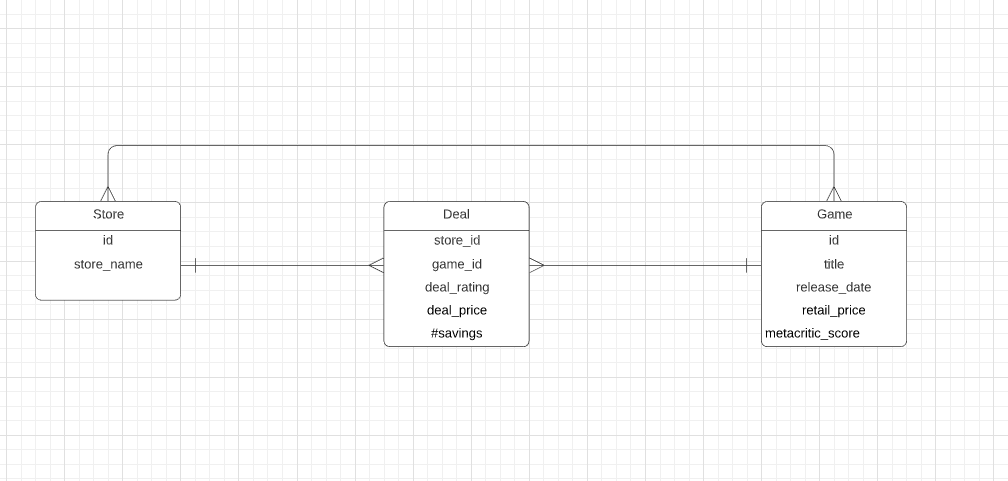 Store
id
store_name
Deal
store_id
game_id
deal_rating
deal_price
#savings
Game
id
title
release_date
retail_price
metacritic_score